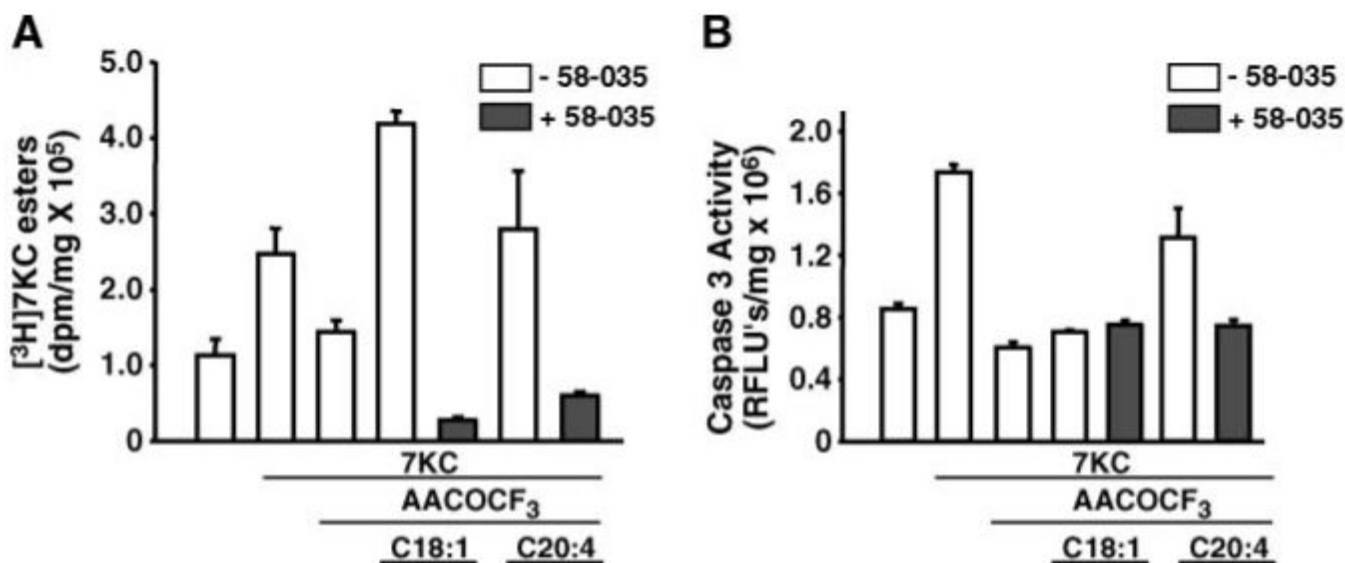 A
5.0
4.0
3.0
2.0
1.0
0
[³H]7KC esters
(dpm/mg X 10⁵)
- 58-035
+ 58-035
7KC
AACOCF₃
C18:1 C20:4
B
2.0
1.6
1.2
0.8
0.4
0
Caspase 3 Activity
(RFLU's/mg x 10⁶)
- 58-035
+ 58-035
7KC
AACOCF₃
C18:1 C20:4